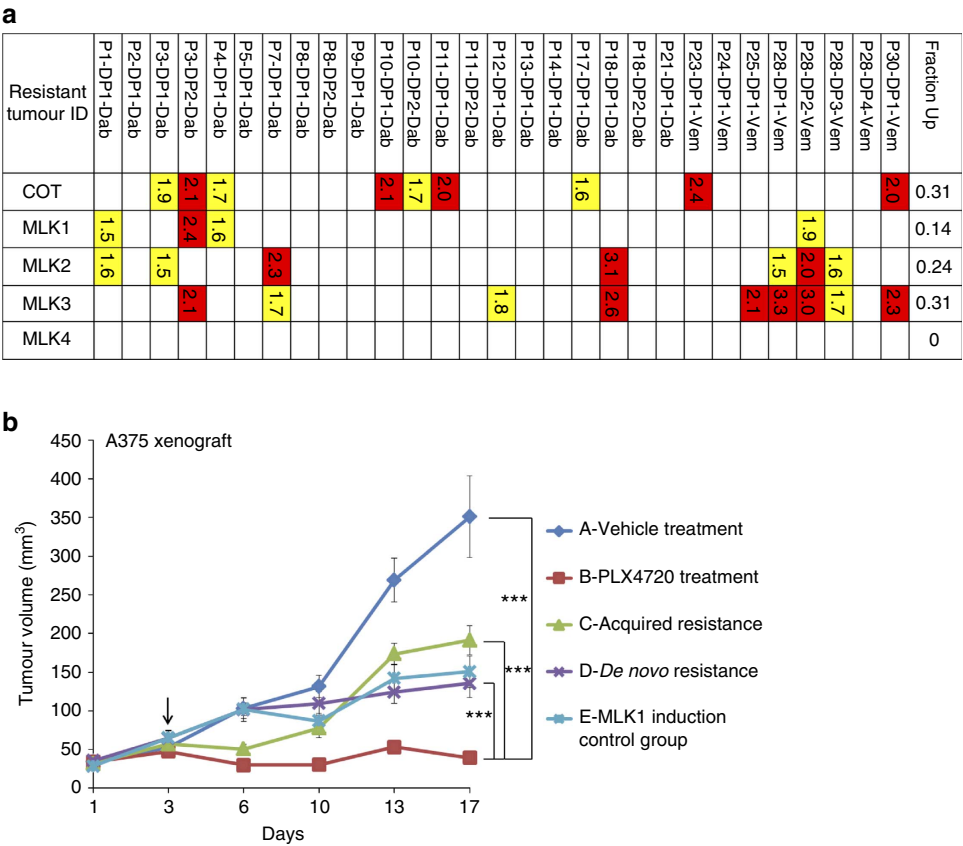 a
Resistant tumour ID
P1-DP1-Dab
P2-DP1-Dab
P3-DP1-Dab
P3-DP2-Dab
P4-DP1-Dab
P5-DP1-Dab
P7-DP1-Dab
P8-DP1-Dab
P8-DP2-Dab
P9-DP1-Dab
P10-DP1-Dab
P10-DP2-Dab
P11-DP1-Dab
P11-DP2-Dab
P12-DP1-Dab
P13-DP1-Dab
P14-DP1-Dab
P17-DP1-Dab
P18-DP1-Dab
P18-DP2-Dab
P21-DP1-Dab
P23-DP1-Vem
P24-DP1-Vem
P25-DP1-Vem
P28-DP1-Vem
P28-DP2-Vem
P28-DP3-Vem
P28-DP4-Vem
P30-DP1-Vem
Fraction Up
COT 1.9 2.1 1.7 2.1 1.7 2.0 1.6 2.4 2.0 0.31
MLK1 1.5 2.4 1.6 1.9 0.14
MLK2 1.6 1.5 2.3 3.1 1.5 2.0 1.6 0.24
MLK3 2.1 1.7 1.8 2.6 2.1 3.3 3.0 1.7 2.3 0.31
MLK4 0
b
A375 xenograft
Tumour volume (mm³)
450
400
350
300
250
200
150
100
50
0
1 3 6 10 13 17
Days
***
***
***
A-Vehicle treatment
B-PLX4720 treatment
C-Acquired resistance
D-De novo resistance
E-MLK1 induction
control group